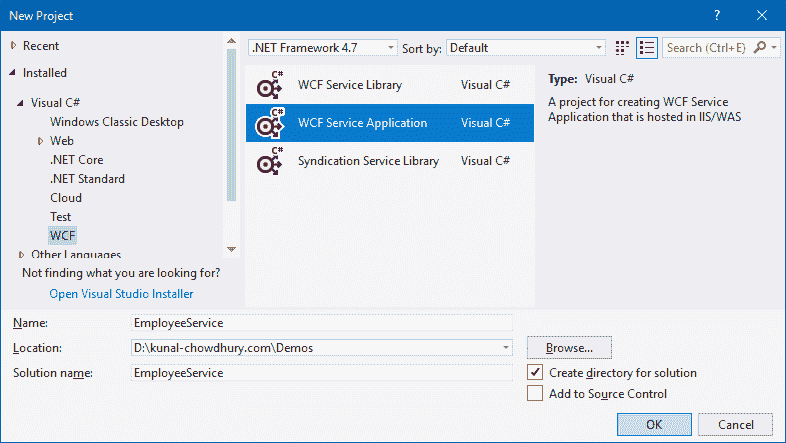 New Project
?
Recent
Installed
Visual C#
Windows Classic Desktop
Web
.NET Core
.NET Standard
Cloud
Test
WCF
Other Languages
Not finding what you are looking for?
Open Visual Studio Installer
.NET Framework 4.7
Sort by: Default
Search (Ctrl+E)
C# WCF Service Library Visual C#
C# WCF Service Application Visual C#
C# Syndication Service Library Visual C#
Type: Visual C#
A project for creating WCF Service
Application that is hosted in IIS/WAS
Name: EmployeeService
Location: D:\kunal-chowdhury.com\Demos
Browse...
Solution name: EmployeeService
Create directory for solution
Add to Source Control
OK
Cancel